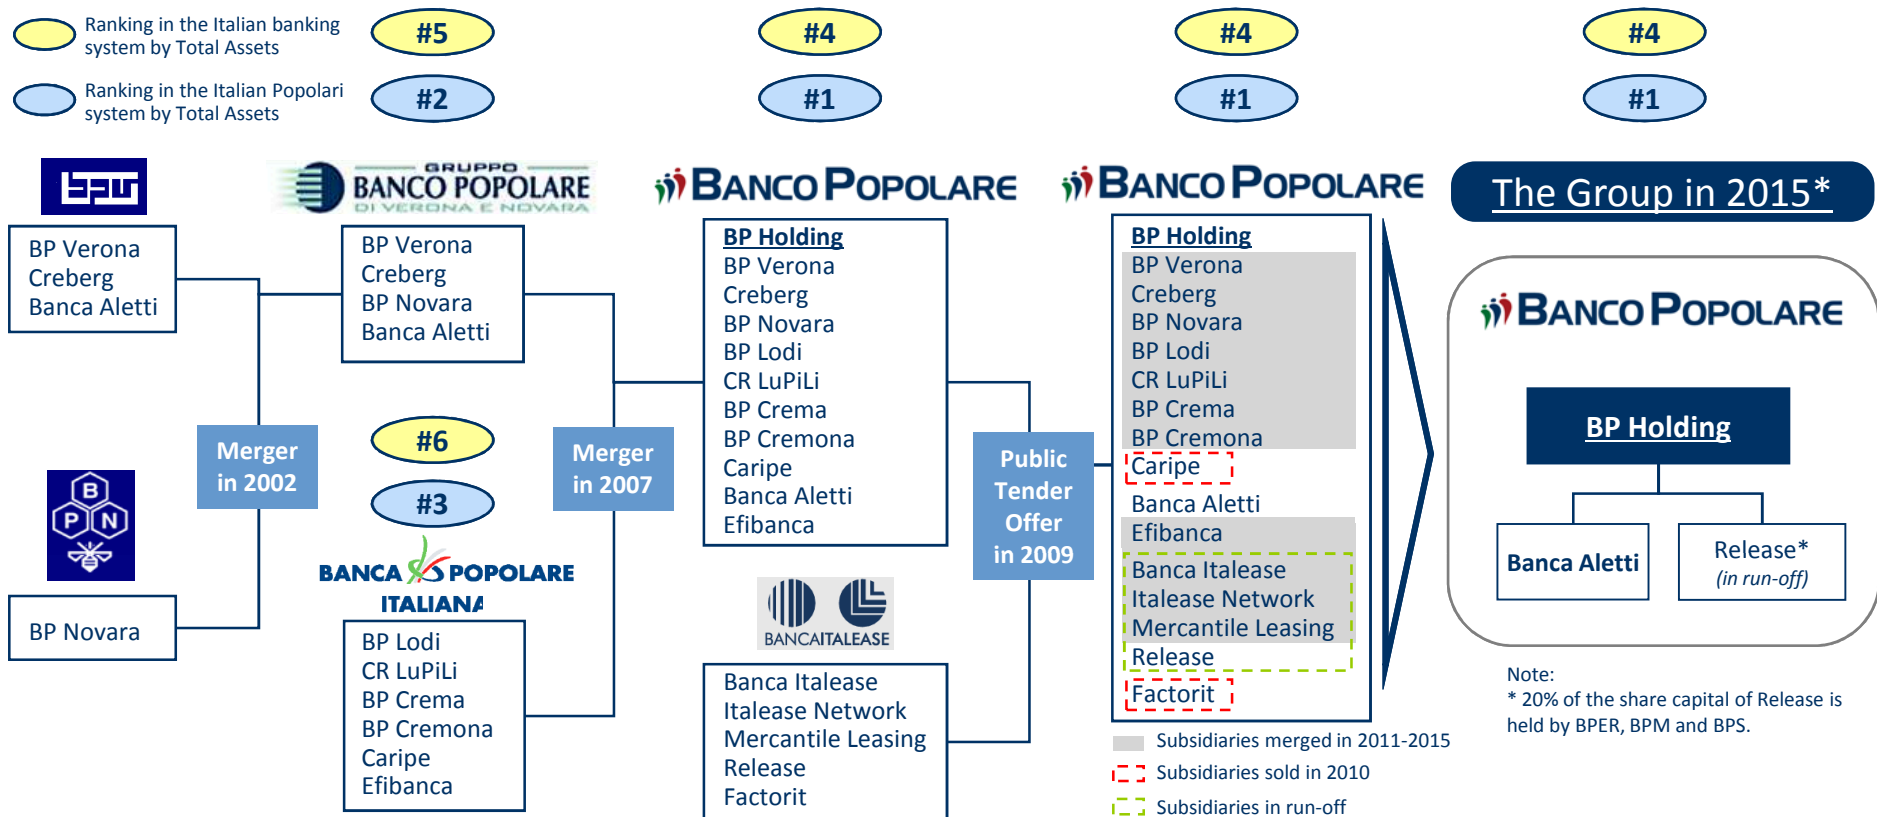 Ranking in the Italian banking
system by Total Assets
#5
#4
#4
#4
Ranking in the Italian Popolari
system by Total Assets
#2
#1
#1
#1
GRUPPO
BANCO POPOLARE
DI VERONA E NOVARA
BANCO POPOLARE
BANCO POPOLARE
The Group in 2015*
BP Verona
Creberg
Banca Aletti
Merger
in 2002
BPN
BP Novara
BP Verona
Creberg
BP Novara
Banca Aletti
#6
#3
BANCA POPOLARE
ITALIANA
BP Lodi
CR LuPiLi
BP Crema
BP Cremona
Caripe
Efibanca
Merger
in 2007
BP Holding
BP Verona
Creberg
BP Novara
BP Lodi
CR LuPiLi
BP Crema
BP Cremona
Caripe
Banca Aletti
Efibanca
BANCAITALEASE
Banca Italease
Italease Network
Mercantile Leasing
Release
Factorit
Public
Tender
Offer
in 2009
BP Holding
BP Verona
Creberg
BP Novara
BP Lodi
CR LuPiLi
BP Crema
BP Cremona
Caripe
Banca Aletti
Efibanca
Banca Italease
Italease Network
Mercantile Leasing
Release
Factorit
Subsidiaries merged in 2011-2015
Subsidiaries sold in 2010
Subsidiaries in run-off
BANCO POPOLARE
BP Holding
Banca Aletti
Release*
(in run-off)
Note:
* 20% of the share capital of Release is
held by BPER, BPM and BPS.